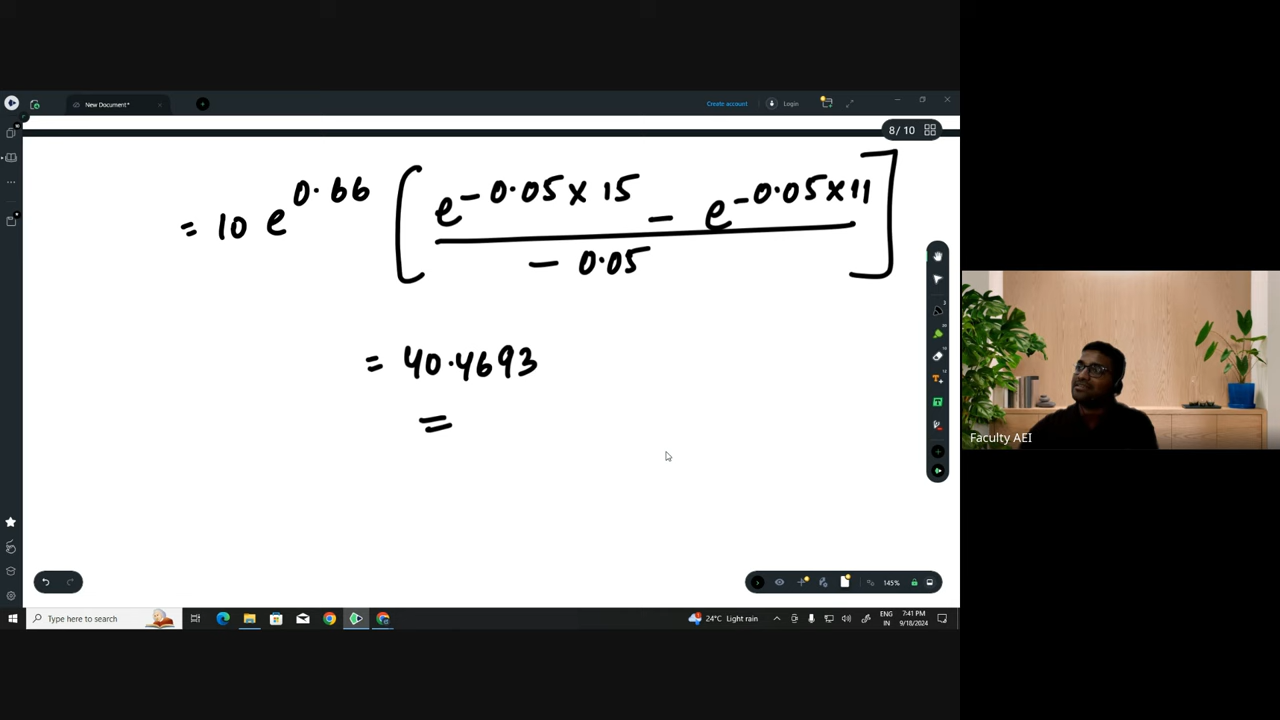 New Document*
Create account
Login
8 / 10
= 10 e^0.66 [ (e^-0.05×15 - e^-0.05×11) / -0.05 ]
= 40.4693
=
Faculty AEI
145%
Type here to search
24°C Light rain
ENG
IN
7:41 PM
9/18/2024